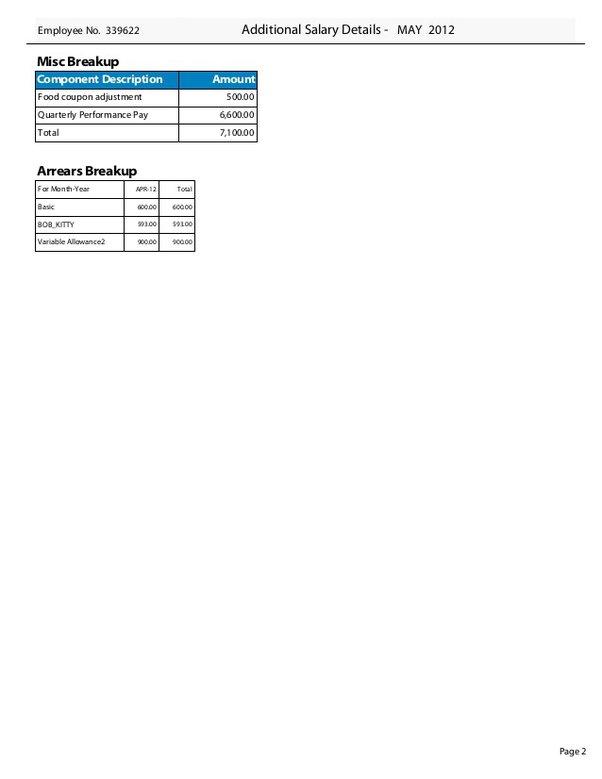 Employee No. 339622 Additional Salary Details - MAY 2012
Misc Breakup
Component Description Amount
Food coupon adjustment 500.00
Quarterly Performance Pay 6,600.00
Total 7,100.00
Arrears Breakup
For Month-Year APR-12 Total
Basic 600.00 600.00
BOB_KITTY 593.00 593.00
Variable Allowance2 900.00 900.00
Page 2